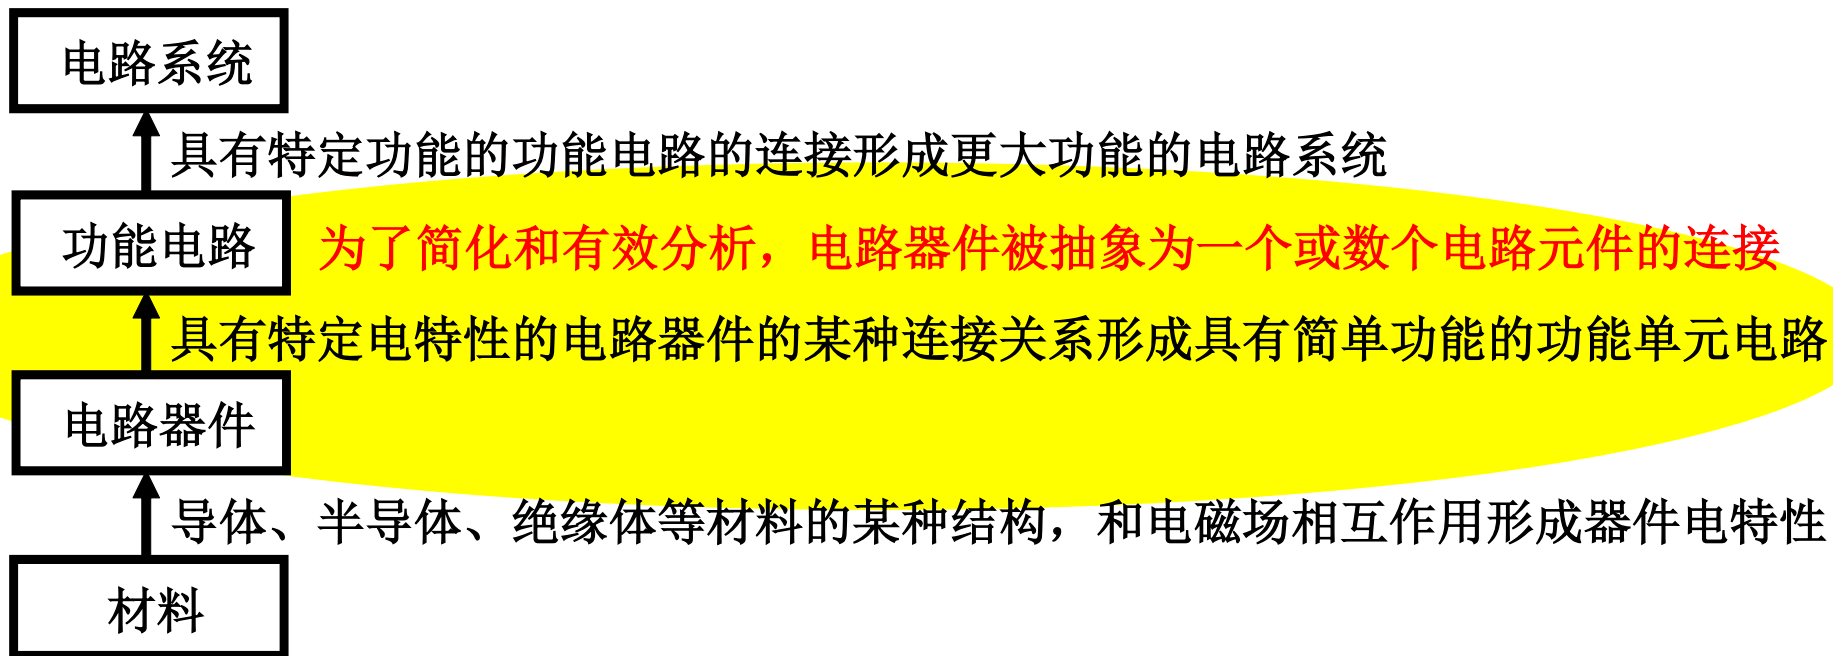 电路系统
具有特定功能的功能电路的连接形成更大功能的电路系统
功能电路
为了简化和有效分析，电路器件被抽象为一个或数个电路元件的连接
具有特定电特性的电路器件的某种连接关系形成具有简单功能的功能单元电路
电路器件
导体、半导体、绝缘体等材料的某种结构，和电磁场相互作用形成器件电特性
材料